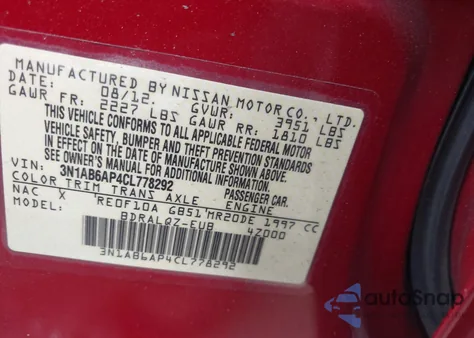 MANUFACTURED BY NISSAN MOTOR CO., LTD.
DATE: 08/12. GVWR: 3951 LBS
GAWR FR: 2227 LBS GAWR RR: 1810 LBS
THIS VEHICLE CONFORMS TO ALL APPLICABLE FEDERAL MOTOR
VEHICLE SAFETY, BUMPER AND THEFT PREVENTION STANDARDS
IN EFFECT ON THE DATE OF MANUFACTURE SHOWN ABOVE.
SEE OWNER'S MANUAL FOR ADDITIONAL INFORMATION.
VIN: 3N1AB6AP4CL778292 PASSENGER CAR
COLOR TRIM TRANS AXLE ENGINE
NAC X RE0F10A GB51 MR20DE 1997 CC
MODEL: BDRALQZ-EUB 4Z000
3N1AB6AP4CL778292
autoSnap